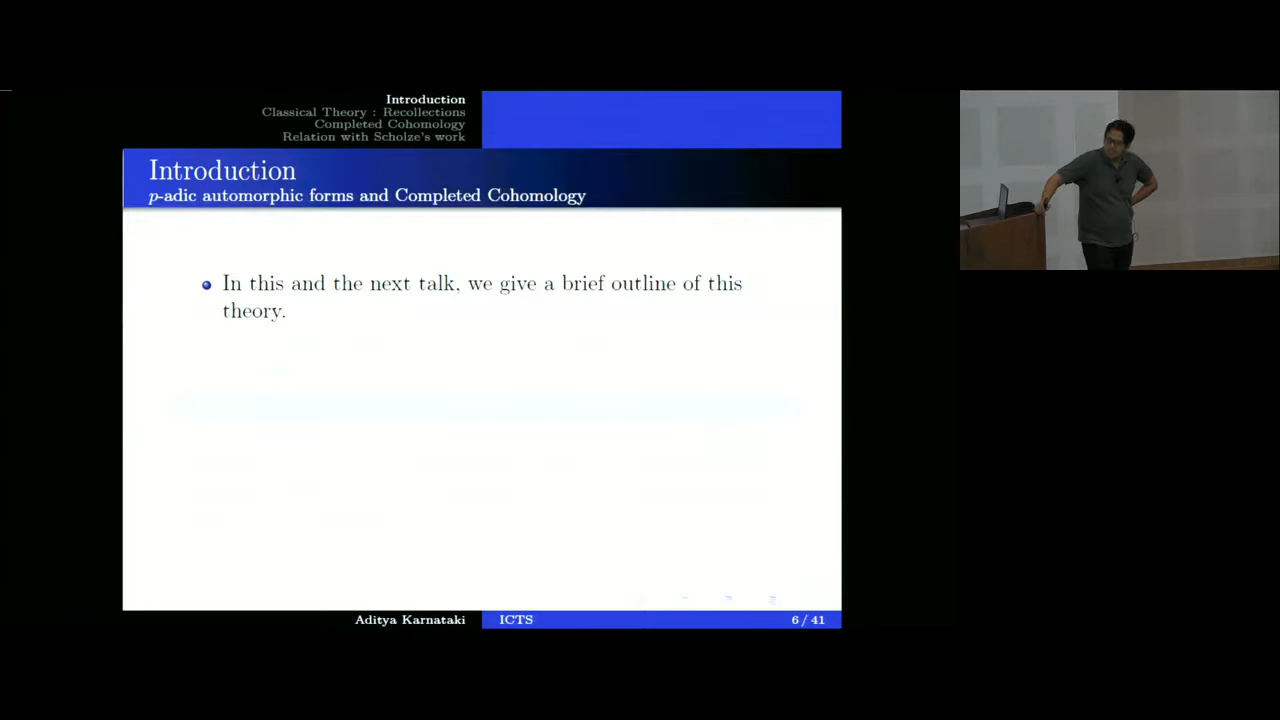 Introduction
Classical Theory : Recollections
Completed Cohomology
Relation with Scholze's work
Introduction
p-adic automorphic forms and Completed Cohomology
In this and the next talk, we give a brief outline of this
theory.
Aditya Karnataki
ICTS
6 / 41